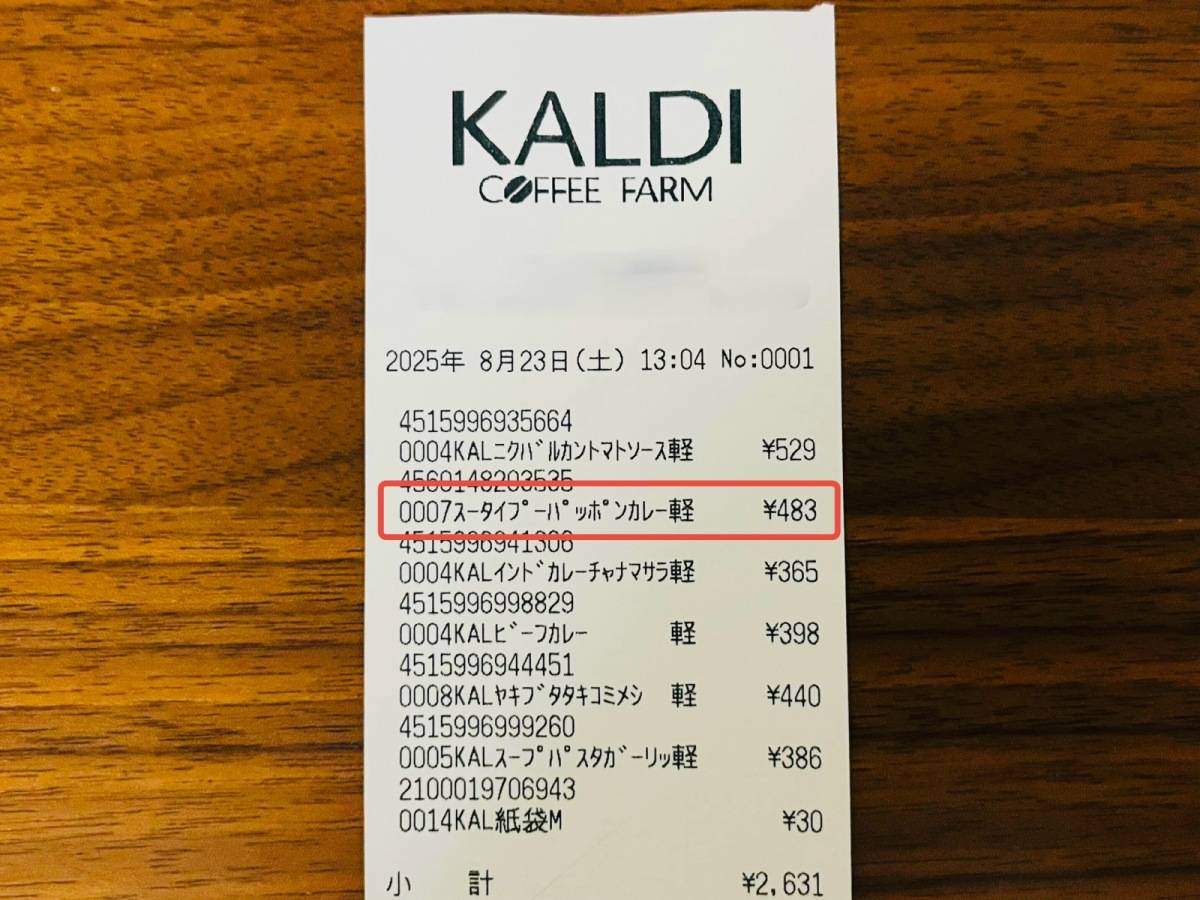 KALDI
COFFEE FARM
2025年 8月23日(土) 13:04 No:0001
4515996935664
0004KALﾆｸﾊﾞﾙｶﾝﾄﾏﾄｿｰｽ軽 ¥529
4560148203535
0007ｽｰﾀｲﾌﾟｰﾊﾟｯﾎﾟﾝｶﾚｰ軽 ¥483
4515996941306
0004KALｲﾝﾄﾞｶﾚｰﾁｬﾅﾏｻﾗ軽 ¥365
4515996998829
0004KALﾋﾞｰﾌｶﾚｰ 軽 ¥398
4515996944451
0008KALﾔｷﾌﾞﾀﾀｷｺﾐﾒｼ 軽 ¥440
4515996999260
0005KALｽｰﾌﾟﾊﾟｽﾀｶﾞｰﾘｯ軽 ¥386
2100019706943
0014KAL紙袋M ¥30
小 計 ¥2,631